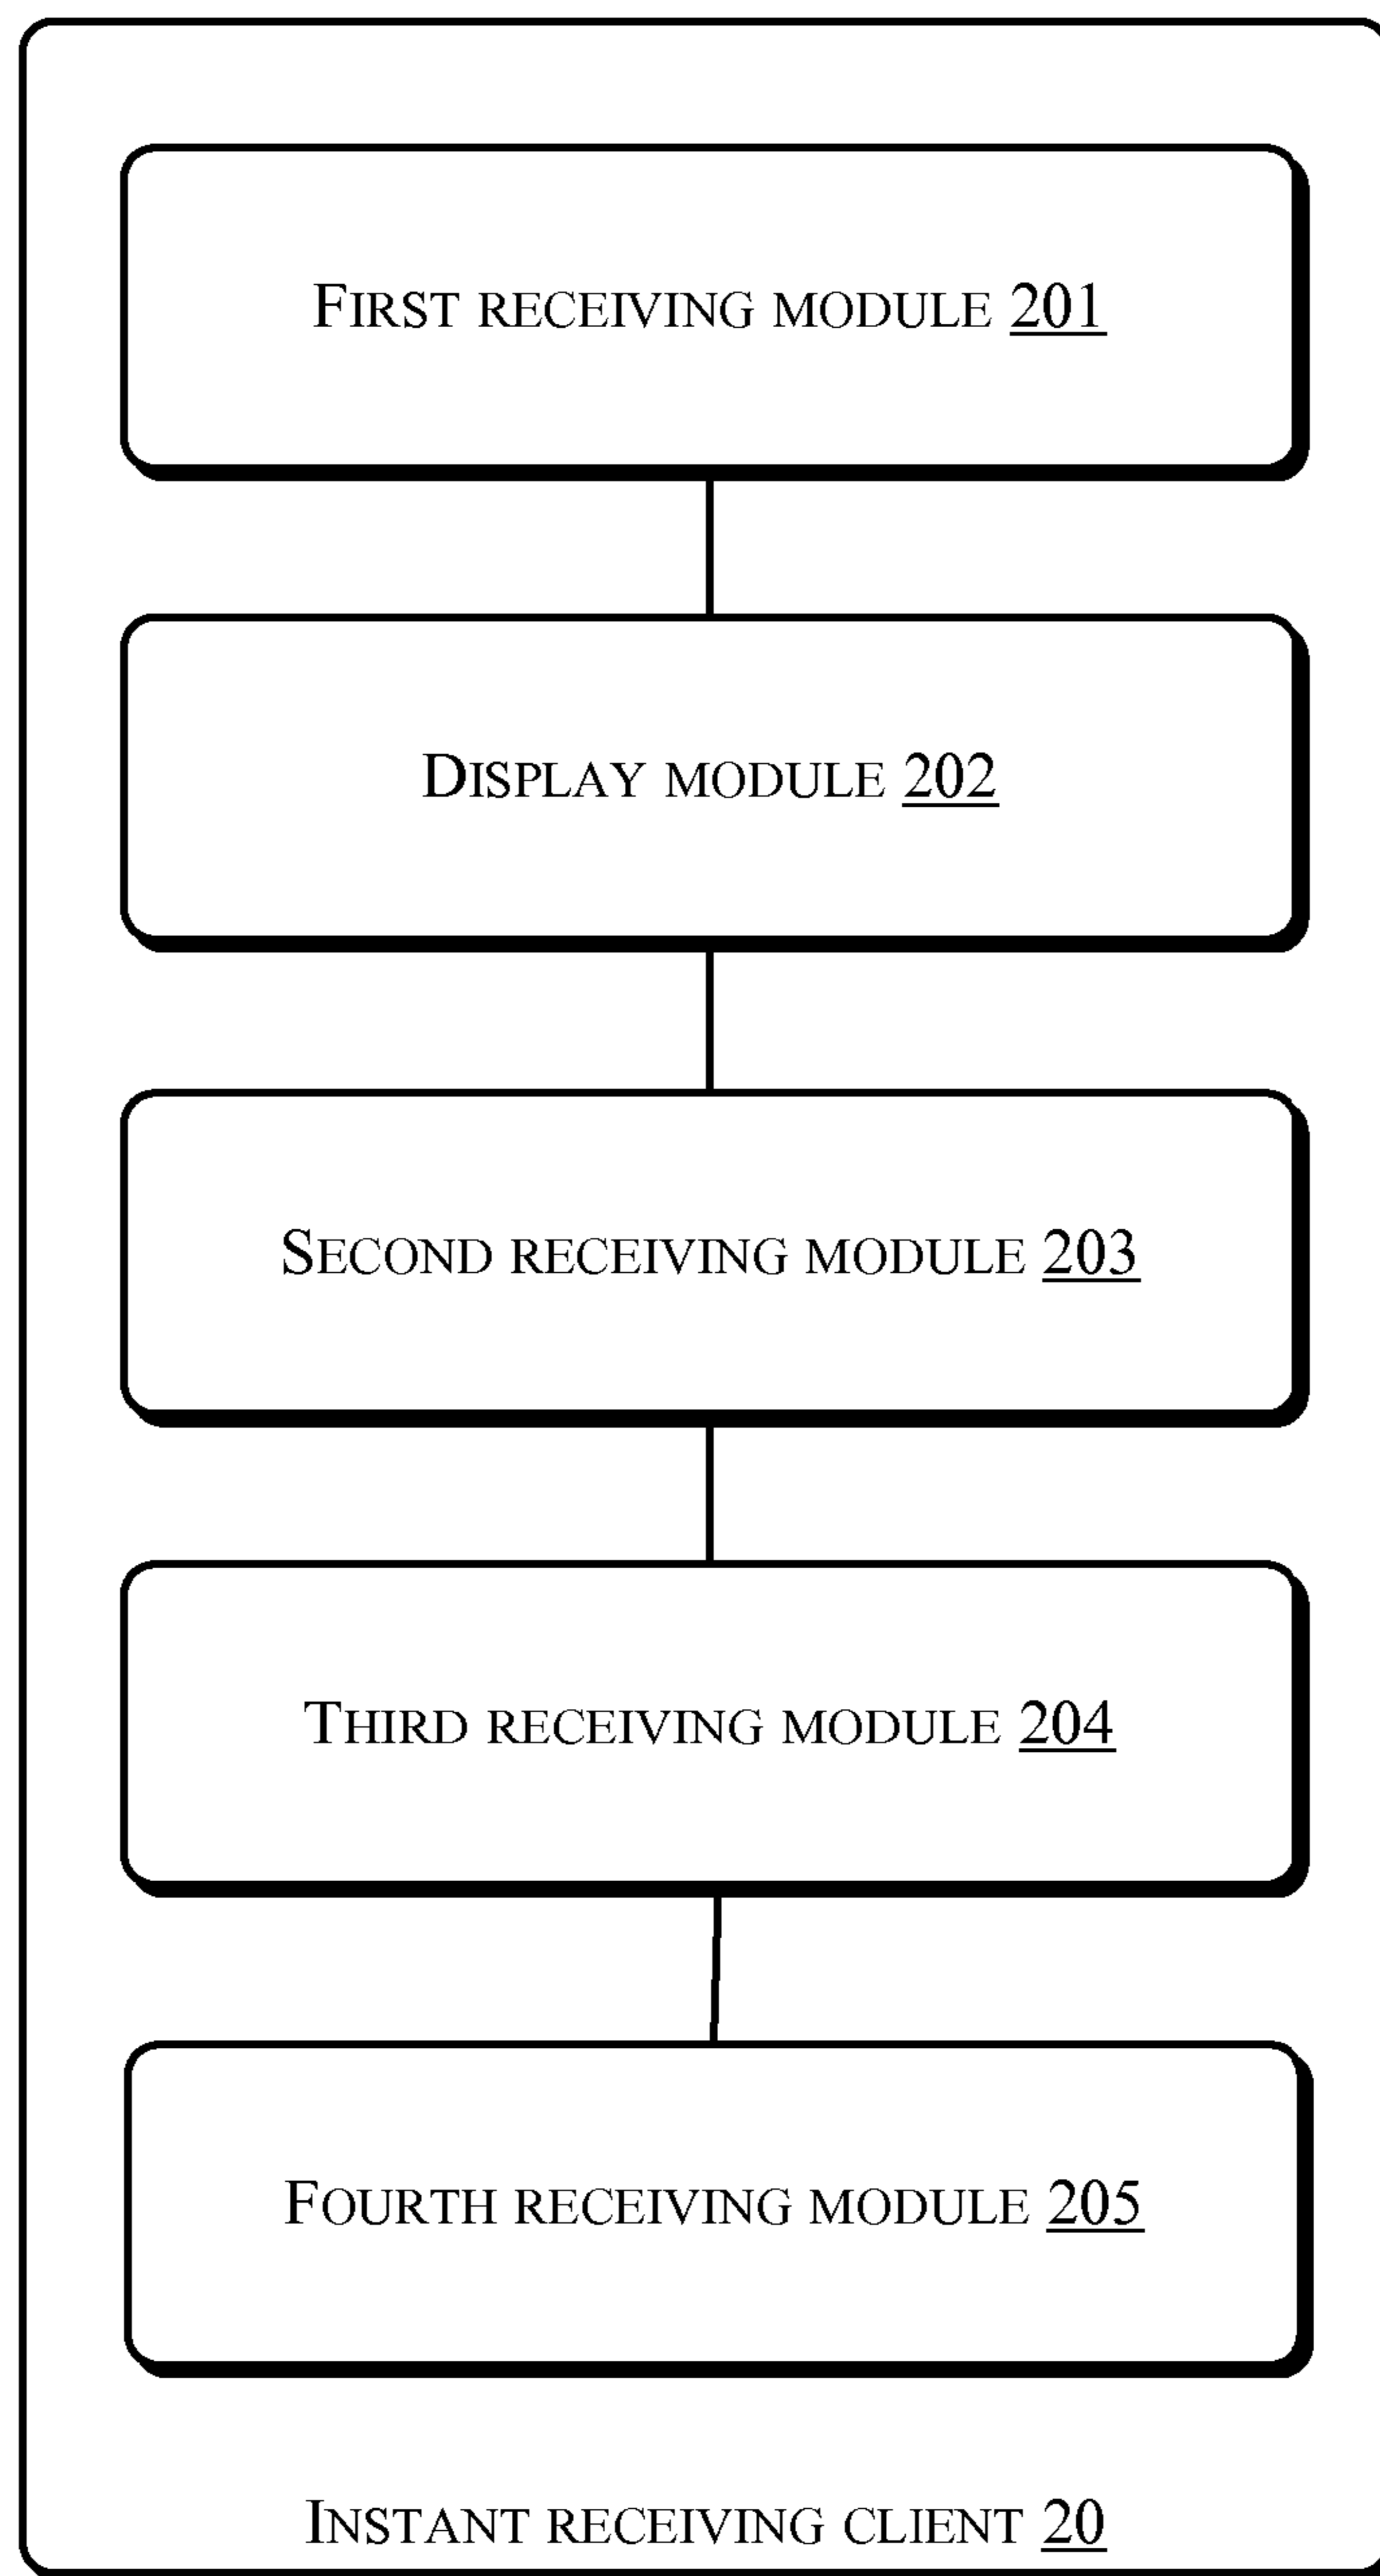 FIRST RECEIVING MODULE 201
DISPLAY MODULE 202
SECOND RECEIVING MODULE 203
THIRD RECEIVING MODULE 204
FOURTH RECEIVING MODULE 205
INSTANT RECEIVING CLIENT 20